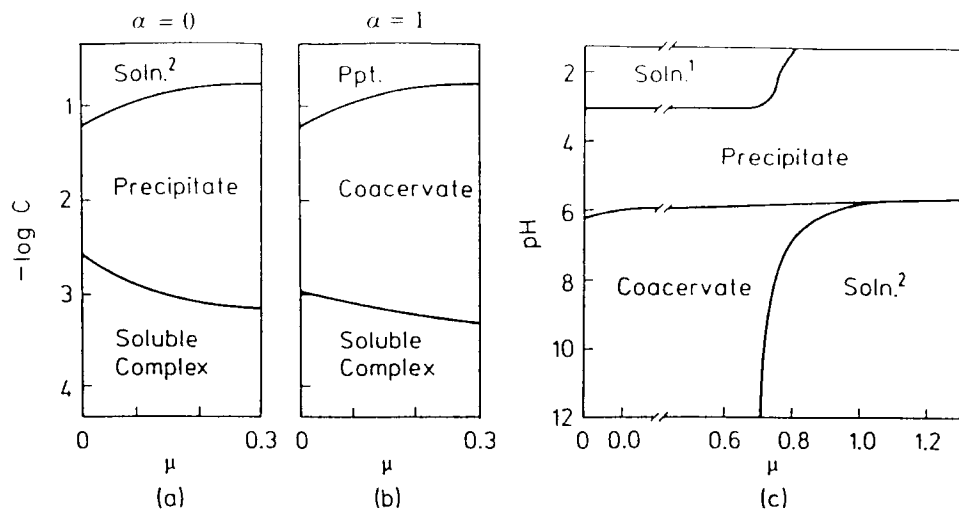 α = 0
Soln.²
Precipitate
Soluble
Complex
1
2
3
4
−log C
0
0.3
μ
(a)
α = 1
Ppt.
Coacervate
Soluble
Complex
0
0.3
μ
(b)
Soln.¹
Precipitate
Coacervate
Soln.²
2
4
6
8
10
12
pH
0
0.0
0.6
0.8
1.0
1.2
μ
(c)